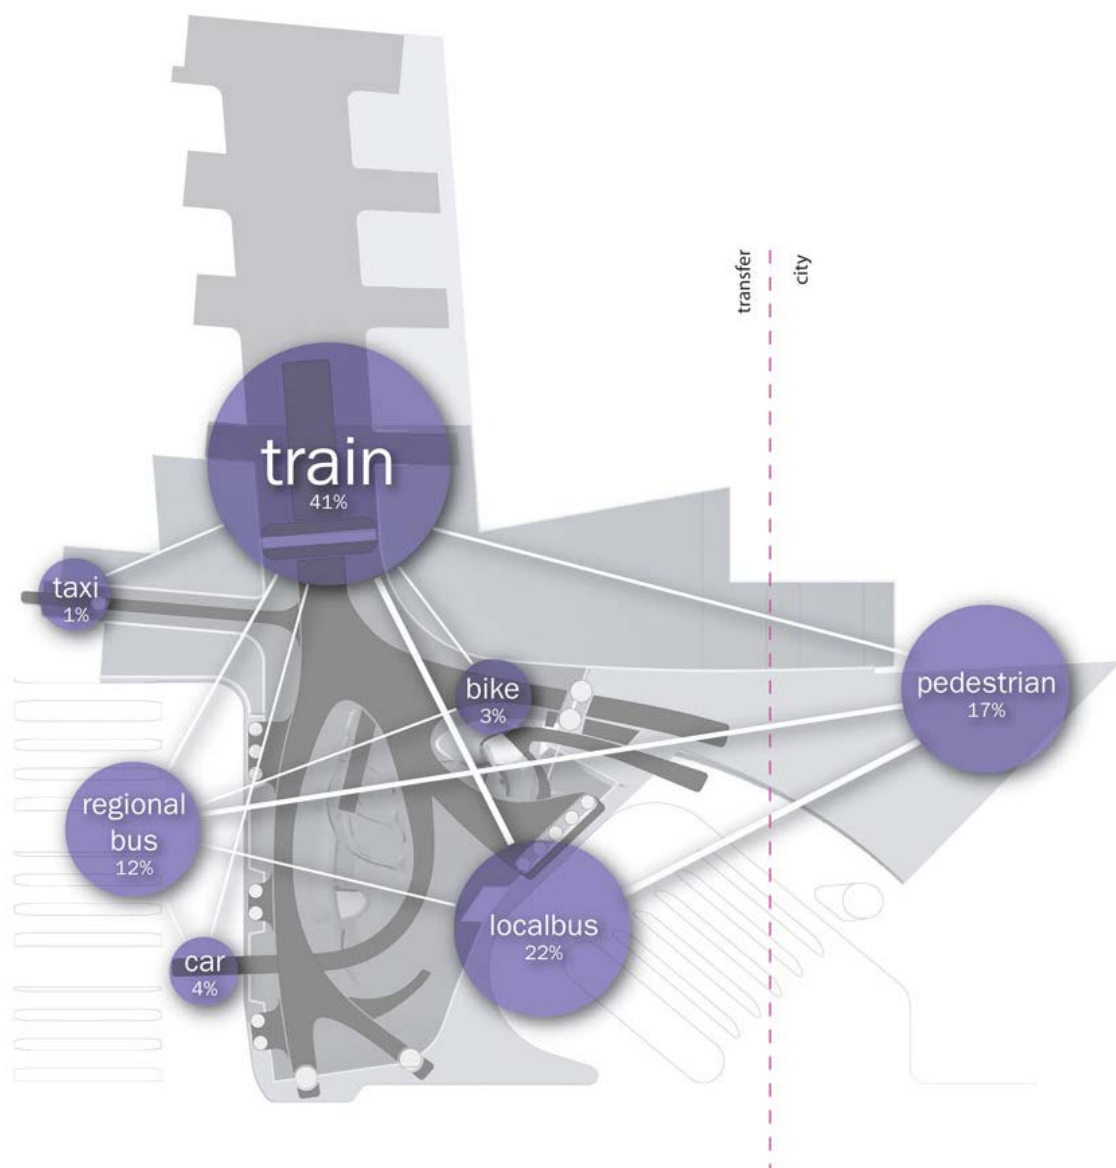 transfer
city
train
41%
taxi
1%
bike
3%
pedestrian
17%
regional
bus
12%
localbus
22%
car
4%